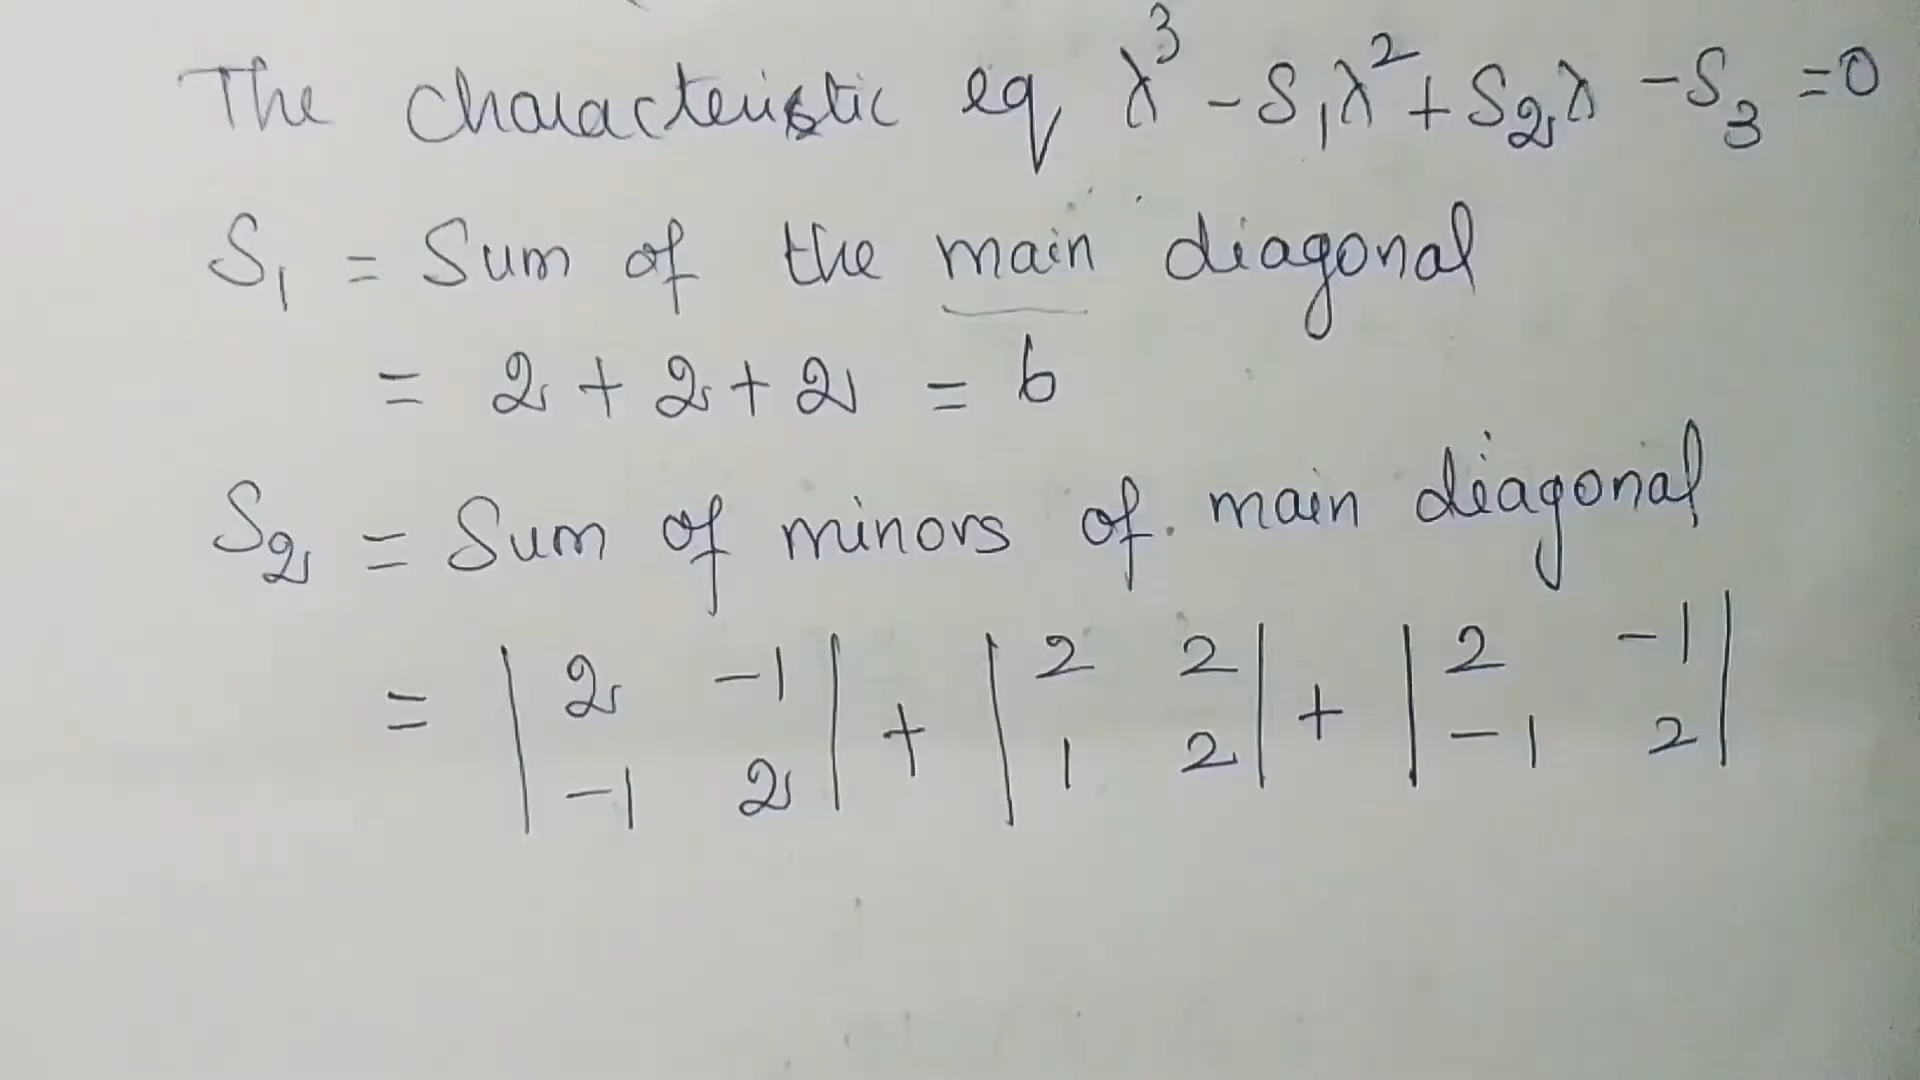 The characteristic eq λ³ - S₁λ² + S₂λ - S₃ = 0
S₁ = Sum of the main diagonal
= 2 + 2 + 2 = 6
S₂ = Sum of minors of main diagonal
= | 2 -1 | + | 2 2 | + | 2 -1 |
| -1 2 | | 1 2 | | -1 2 |